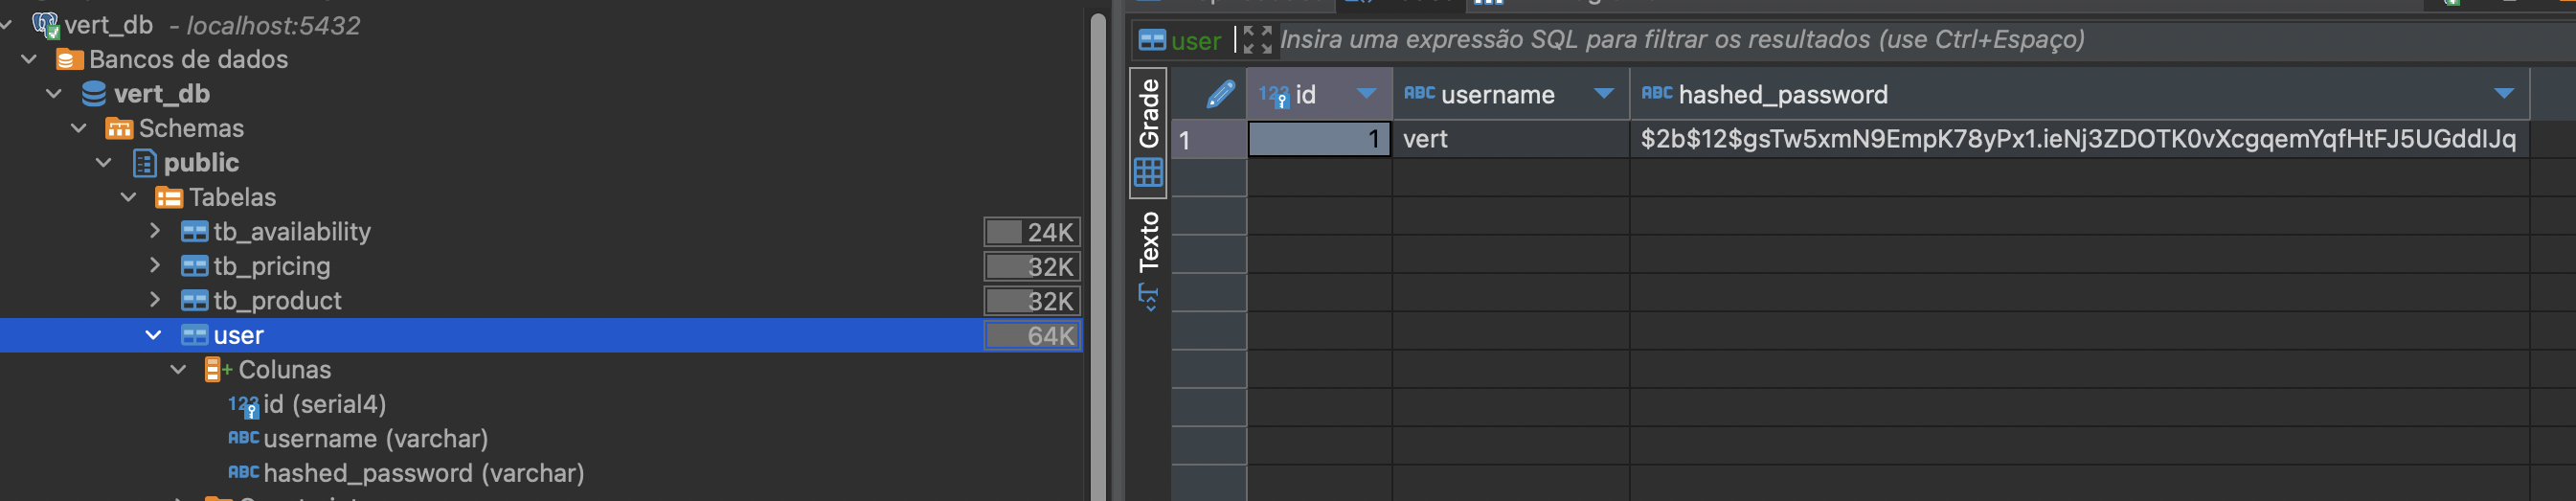 vert_db - localhost:5432
Bancos de dados
vert_db
Schemas
public
Tabelas
tb_availability 24K
tb_pricing 32K
tb_product 32K
user 64K
Colunas
123 id (serial4)
ABC username (varchar)
ABC hashed_password (varchar)
user Insira uma expressão SQL para filtrar os resultados (use Ctrl+Espaço)
Grade
Texto
123 id ABC username ABC hashed_password
1 1 vert $2b$12$gsTw5xmN9EmpK78yPx1.ieNj3ZDOTK0vXcgqemYqfHtFJ5UGddIJq